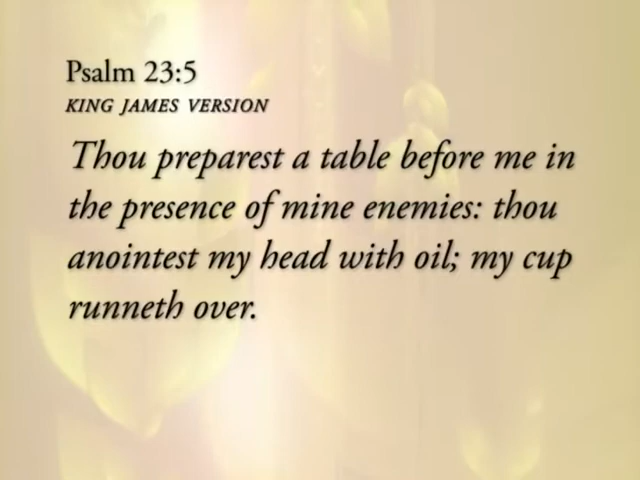 Psalm 23:5
KING JAMES VERSION
Thou preparest a table before me in
the presence of mine enemies: thou
anointest my head with oil; my cup
runneth over.